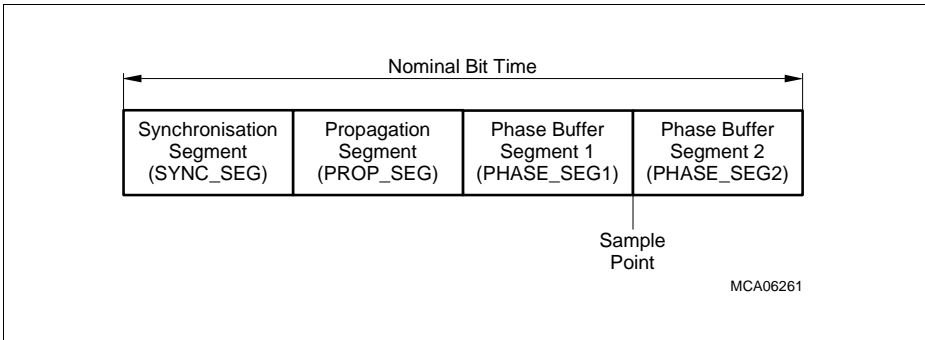 Nominal Bit Time
Synchronisation
Segment
(SYNC_SEG)
Propagation
Segment
(PROP_SEG)
Phase Buffer
Segment 1
(PHASE_SEG1)
Phase Buffer
Segment 2
(PHASE_SEG2)
Sample
Point
MCA06261